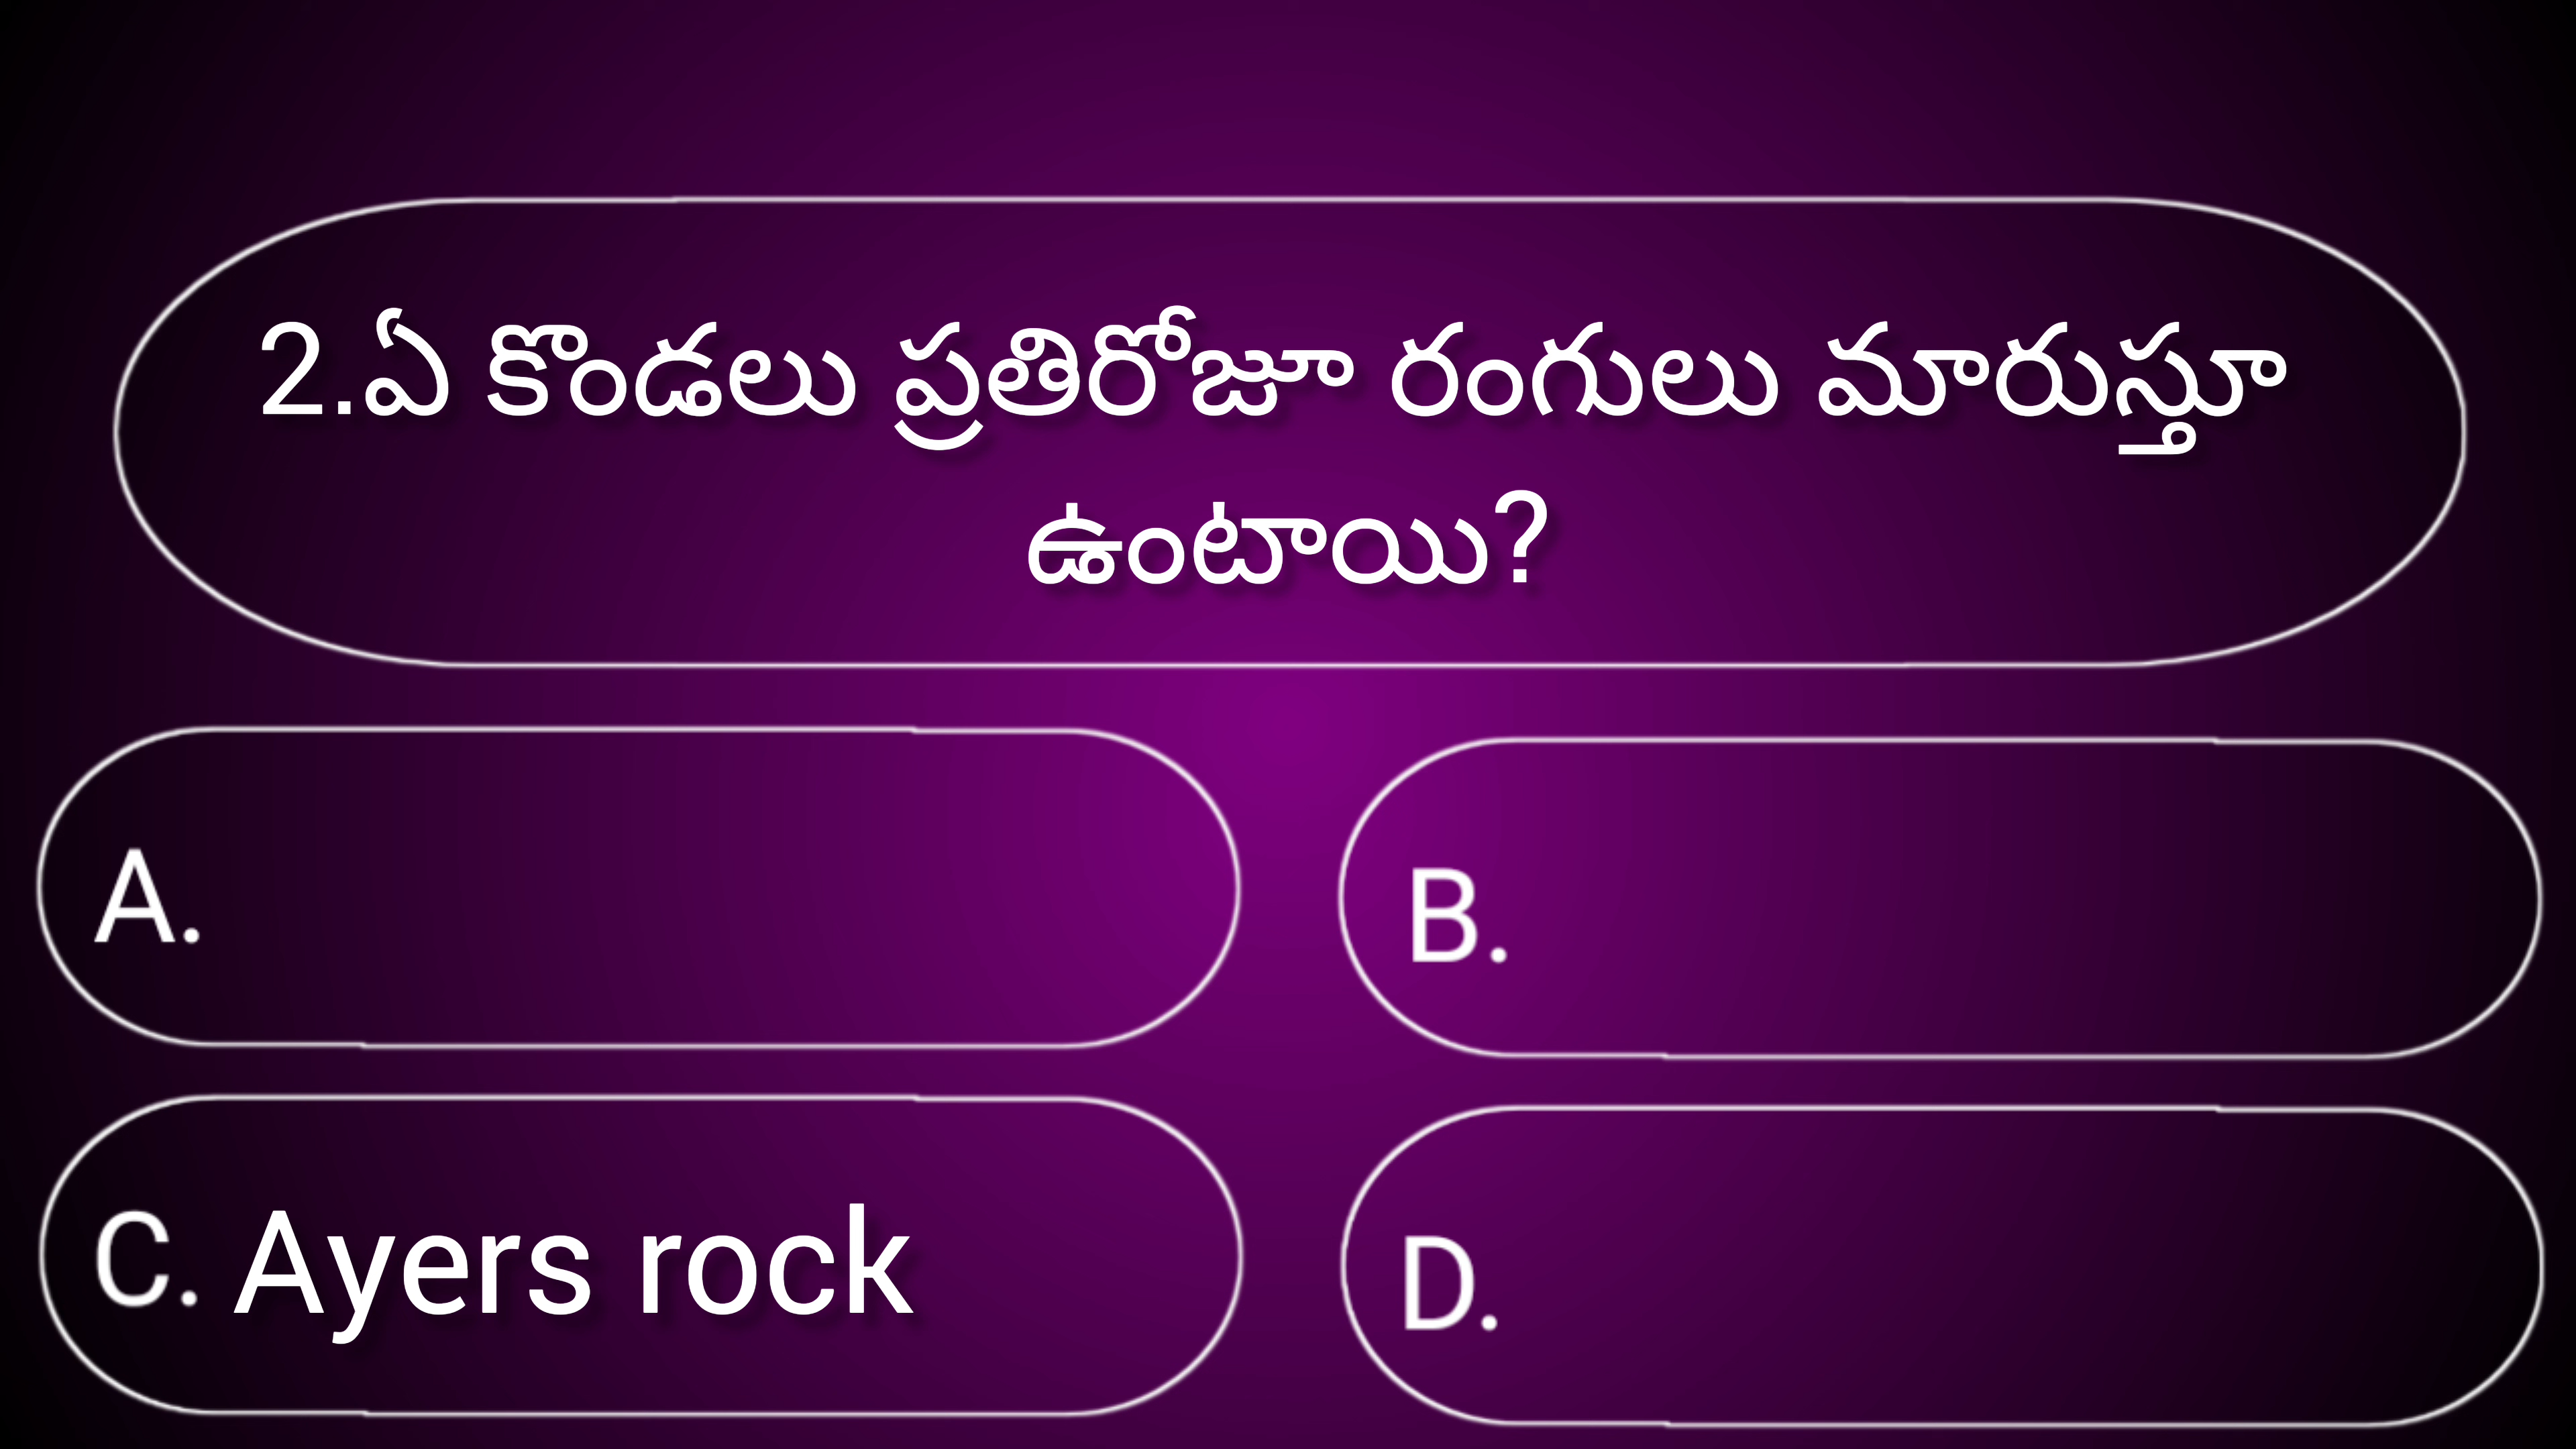 2.ఏ కొండలు ప్రతిరోజూ రంగులు మారుస్తూ
ఉంటాయి?
A.
B.
C. Ayers rock
D.